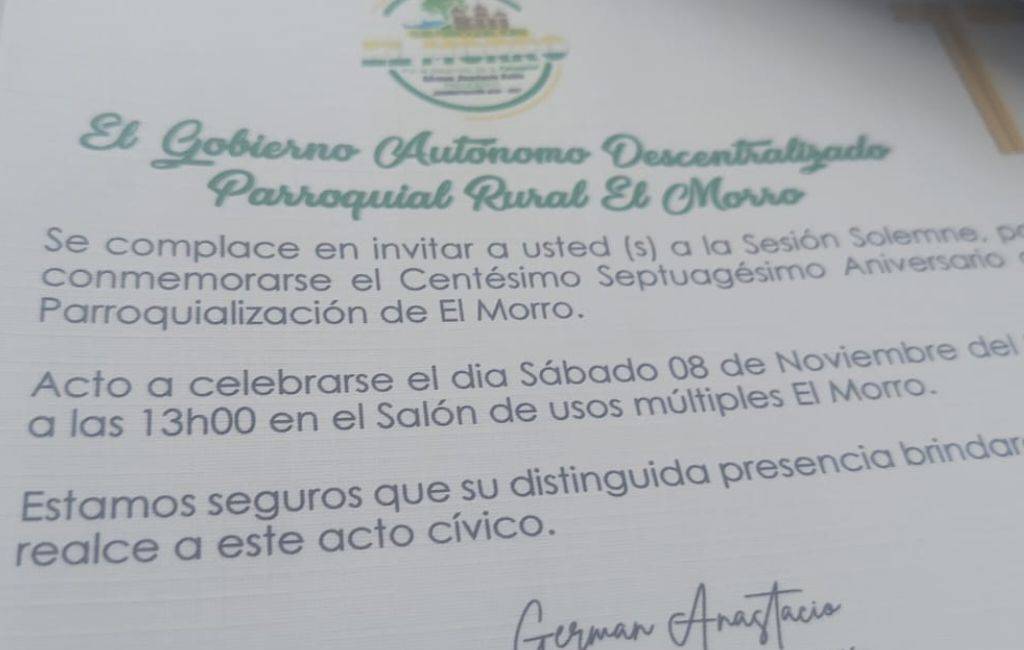 El Gobierno Autónomo Descentralizado
Parroquial Rural El Morro
Se complace en invitar a usted (s) a la Sesión Solemne,
conmemorarse el Centésimo Septuagésimo Aniversario
Parroquialización de El Morro.
Acto a celebrarse el dia Sábado 08 de Noviembre del
a las 13h00 en el Salón de usos múltiples El Morro.
Estamos seguros que su distinguida presencia
realce a este acto cívico.
German Anastacio